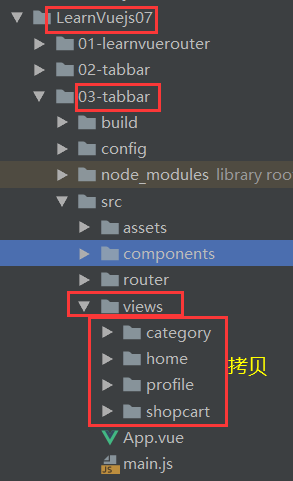 LearnVuejs07
01-learnvuerouter
02-tabbar
03-tabbar
build
config
node_modules library roo
src
assets
components
router
views
category
home
拷贝
profile
shopcart
App.vue
main.js